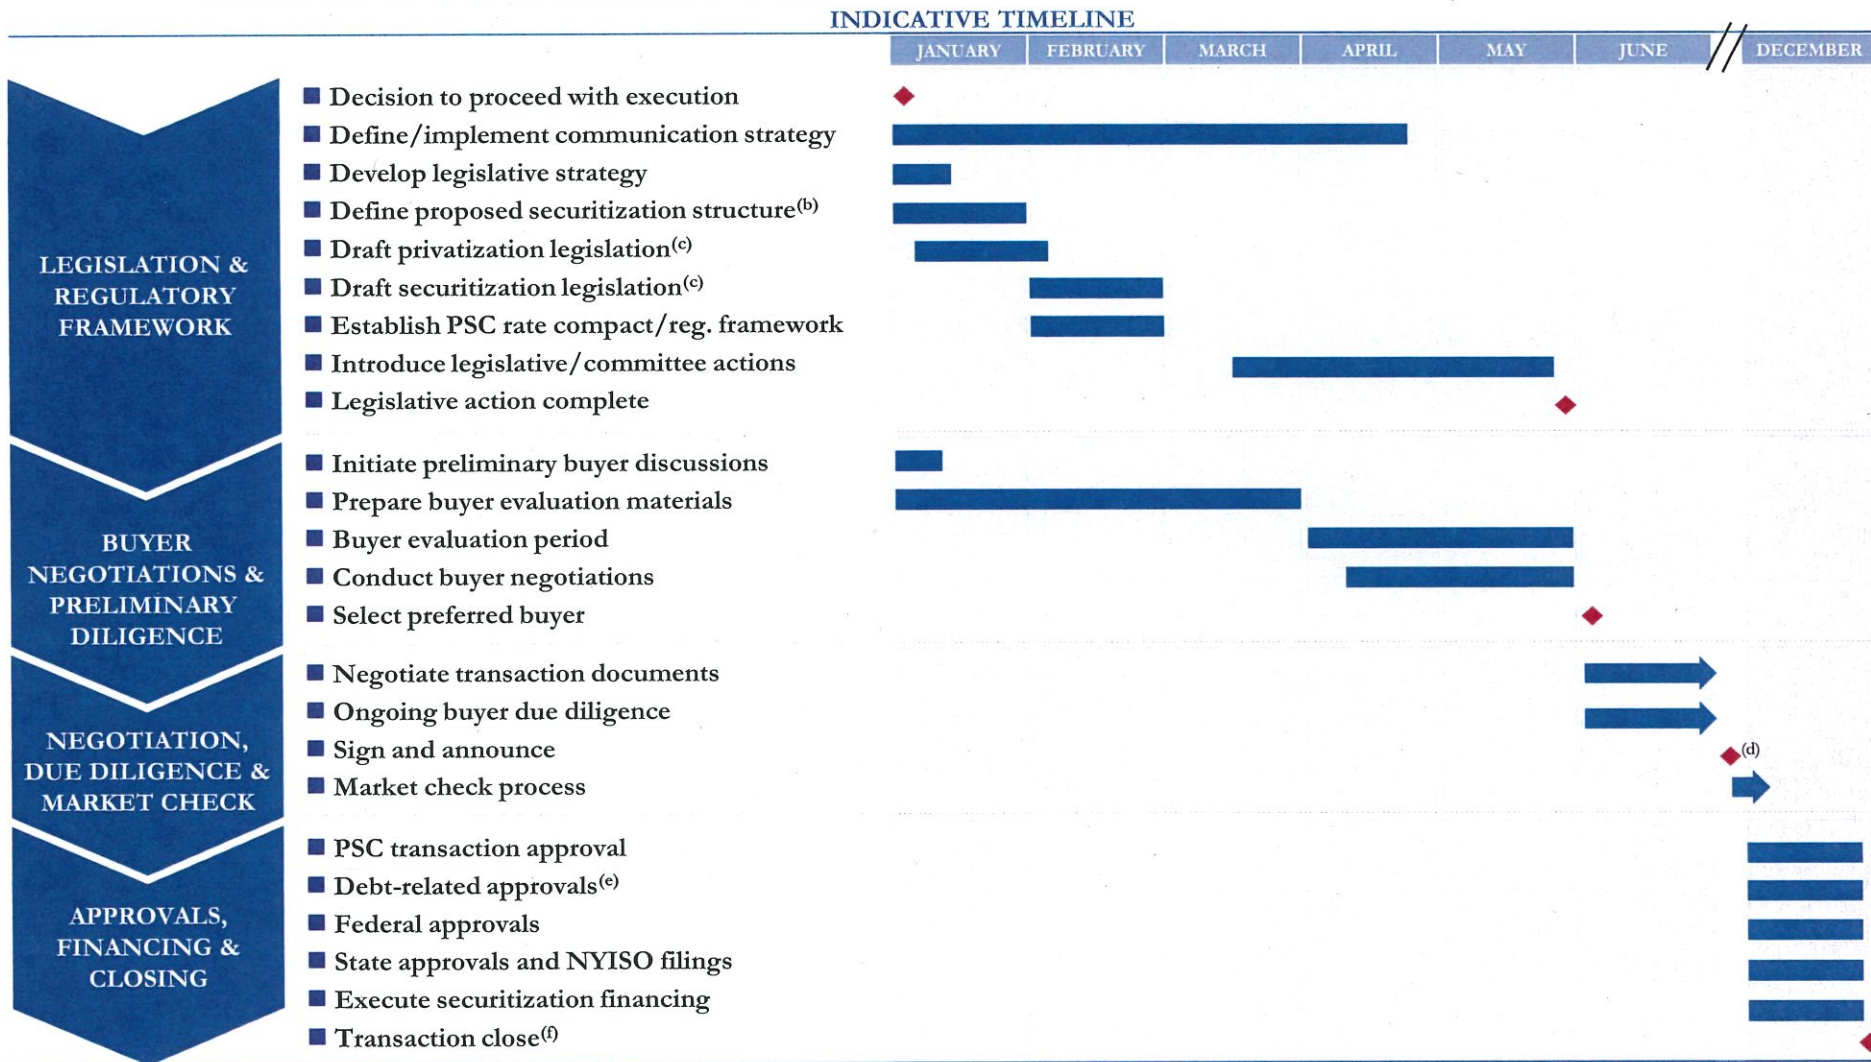 INDICATIVE TIMELINE
JANUARY FEBRUARY MARCH APRIL MAY JUNE // DECEMBER
LEGISLATION &
REGULATORY
FRAMEWORK
■ Decision to proceed with execution
■ Define/implement communication strategy
■ Develop legislative strategy
■ Define proposed securitization structure(b)
■ Draft privatization legislation(c)
■ Draft securitization legislation(c)
■ Establish PSC rate compact/reg. framework
■ Introduce legislative/committee actions
■ Legislative action complete
BUYER
NEGOTIATIONS &
PRELIMINARY
DILIGENCE
■ Initiate preliminary buyer discussions
■ Prepare buyer evaluation materials
■ Buyer evaluation period
■ Conduct buyer negotiations
■ Select preferred buyer
NEGOTIATION,
DUE DILIGENCE &
MARKET CHECK
■ Negotiate transaction documents
■ Ongoing buyer due diligence
■ Sign and announce
(d)
■ Market check process
APPROVALS,
FINANCING &
CLOSING
■ PSC transaction approval
■ Debt-related approvals(e)
■ Federal approvals
■ State approvals and NYISO filings
■ Execute securitization financing
■ Transaction close(f)